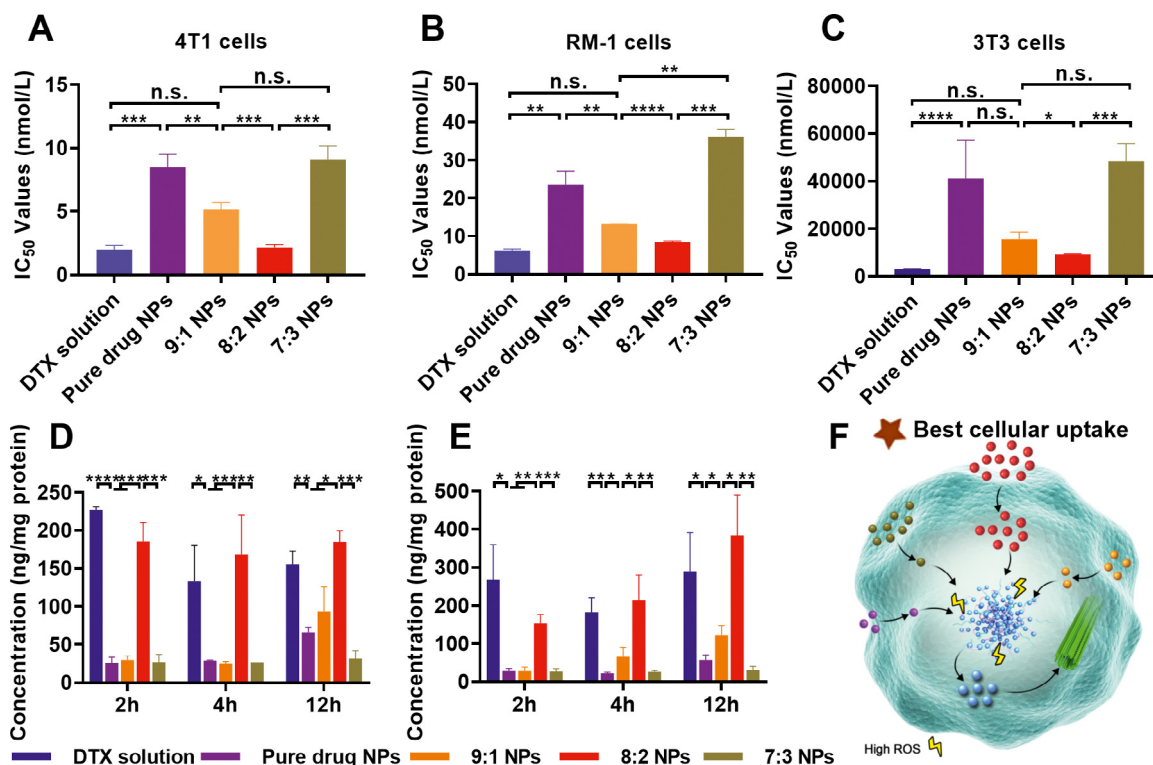 A
4T1 cells
IC50 Values (nmol/L)
15
10
5
0
n.s.
n.s.
***
**
***
***
DTX solution
Pure drug NPs
9:1 NPs
8:2 NPs
7:3 NPs
B
RM-1 cells
IC50 Values (nmol/L)
50
40
30
20
10
0
**
n.s.
**
**
****
***
DTX solution
Pure drug NPs
9:1 NPs
8:2 NPs
7:3 NPs
C
3T3 cells
IC50 Values (nmol/L)
80000
60000
40000
20000
0
n.s.
n.s.
****
n.s.
*
***
DTX solution
Pure drug NPs
9:1 NPs
8:2 NPs
7:3 NPs
D
Concentration (ng/mg protein)
250
200
150
100
50
0
2h
4h
12h
E
Concentration (ng/mg protein)
500
400
300
200
100
0
2h
4h
12h
F
Best cellular uptake
High ROS
DTX solution
Pure drug NPs
9:1 NPs
8:2 NPs
7:3 NPs